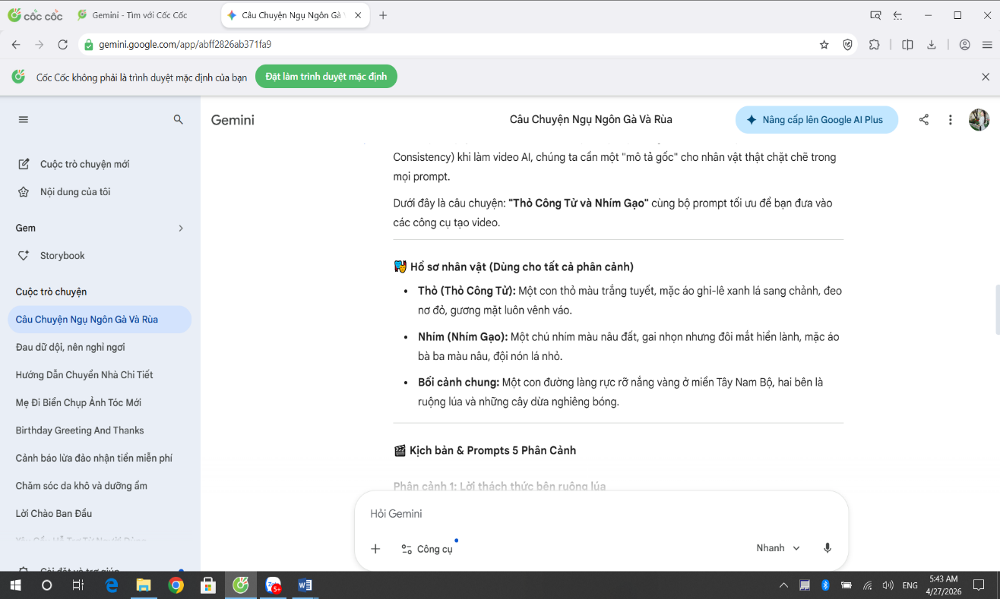 cốc cốc
Gemini - Tìm với Cốc Cốc
Câu Chuyện Ngụ Ngôn Gà
gemini.google.com/app/abff2826ab371fa9
Cốc Cốc không phải là trình duyệt mặc định của bạn
Đặt làm trình duyệt mặc định
Gemini
Câu Chuyện Ngụ Ngôn Gà Và Rùa
Nâng cấp lên Google AI Plus
Cuộc trò chuyện mới
Nội dung của tôi
Gem
Storybook
Cuộc trò chuyện
Câu Chuyện Ngụ Ngôn Gà Và Rùa
Đau dữ dội, nên nghỉ ngơi
Hướng Dẫn Chuyển Nhà Chi Tiết
Mẹ Đi Biển Chụp Ảnh Tóc Mới
Birthday Greeting And Thanks
Cảnh báo lừa đảo nhận tiền miễn phí
Chăm sóc da khô và dưỡng ẩm
Lời Chào Ban Đầu
Cài đặt và trợ giúp
Consistency) khi làm video AI, chúng ta cần một "mô tả gốc" cho nhân vật thật chặt chẽ trong
mọi prompt.
Dưới đây là câu chuyện: "Thỏ Công Tử và Nhím Gạo" cùng bộ prompt tối ưu để bạn đưa vào
các công cụ tạo video.
Hồ sơ nhân vật (Dùng cho tất cả phân cảnh)
• Thỏ (Thỏ Công Tử): Một con thỏ màu trắng tuyết, mặc áo ghi-lê xanh lá sang chảnh, đeo
nơ đỏ, gương mặt luôn vênh váo.
• Nhím (Nhím Gạo): Một chú nhím màu nâu đất, gai nhọn nhưng đôi mắt hiền lành, mặc áo
bà ba màu nâu, đội nón lá nhỏ.
• Bối cảnh chung: Một con đường làng rực rỡ nắng vàng ở miền Tây Nam Bộ, hai bên là
ruộng lúa và những cây dừa nghiêng bóng.
Kịch bản & Prompts 5 Phân Cảnh
Phân cảnh 1: Lời thách thức bên ruộng lúa
Hỏi Gemini
Công cụ
Nhanh
5+
ENG
5:43 AM
4/27/2026